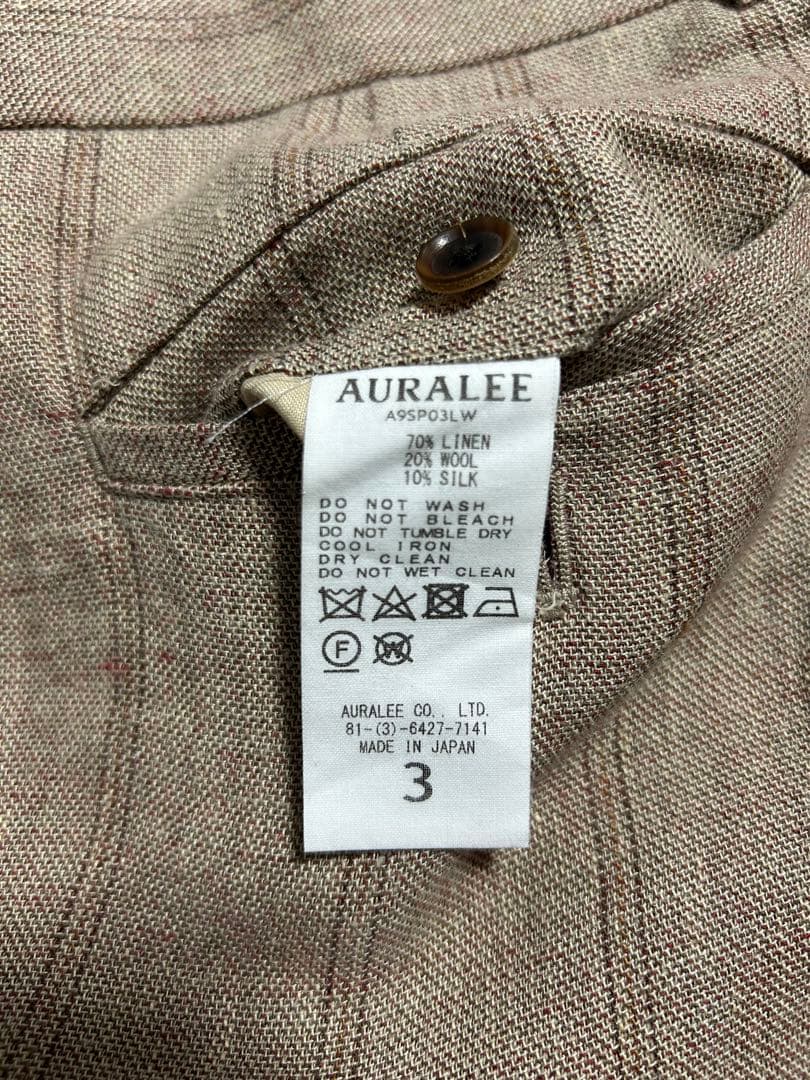 AURALEE
A9SP03LW
70% LINEN
20% WOOL
10% SILK
DO NOT WASH
DO NOT BLEACH
DO NOT TUMBLE DRY
COOL IRON
DRY CLEAN
DO NOT WET CLEAN
F W
AURALEE CO., LTD.
81-(3)-6427-7141
MADE IN JAPAN
3